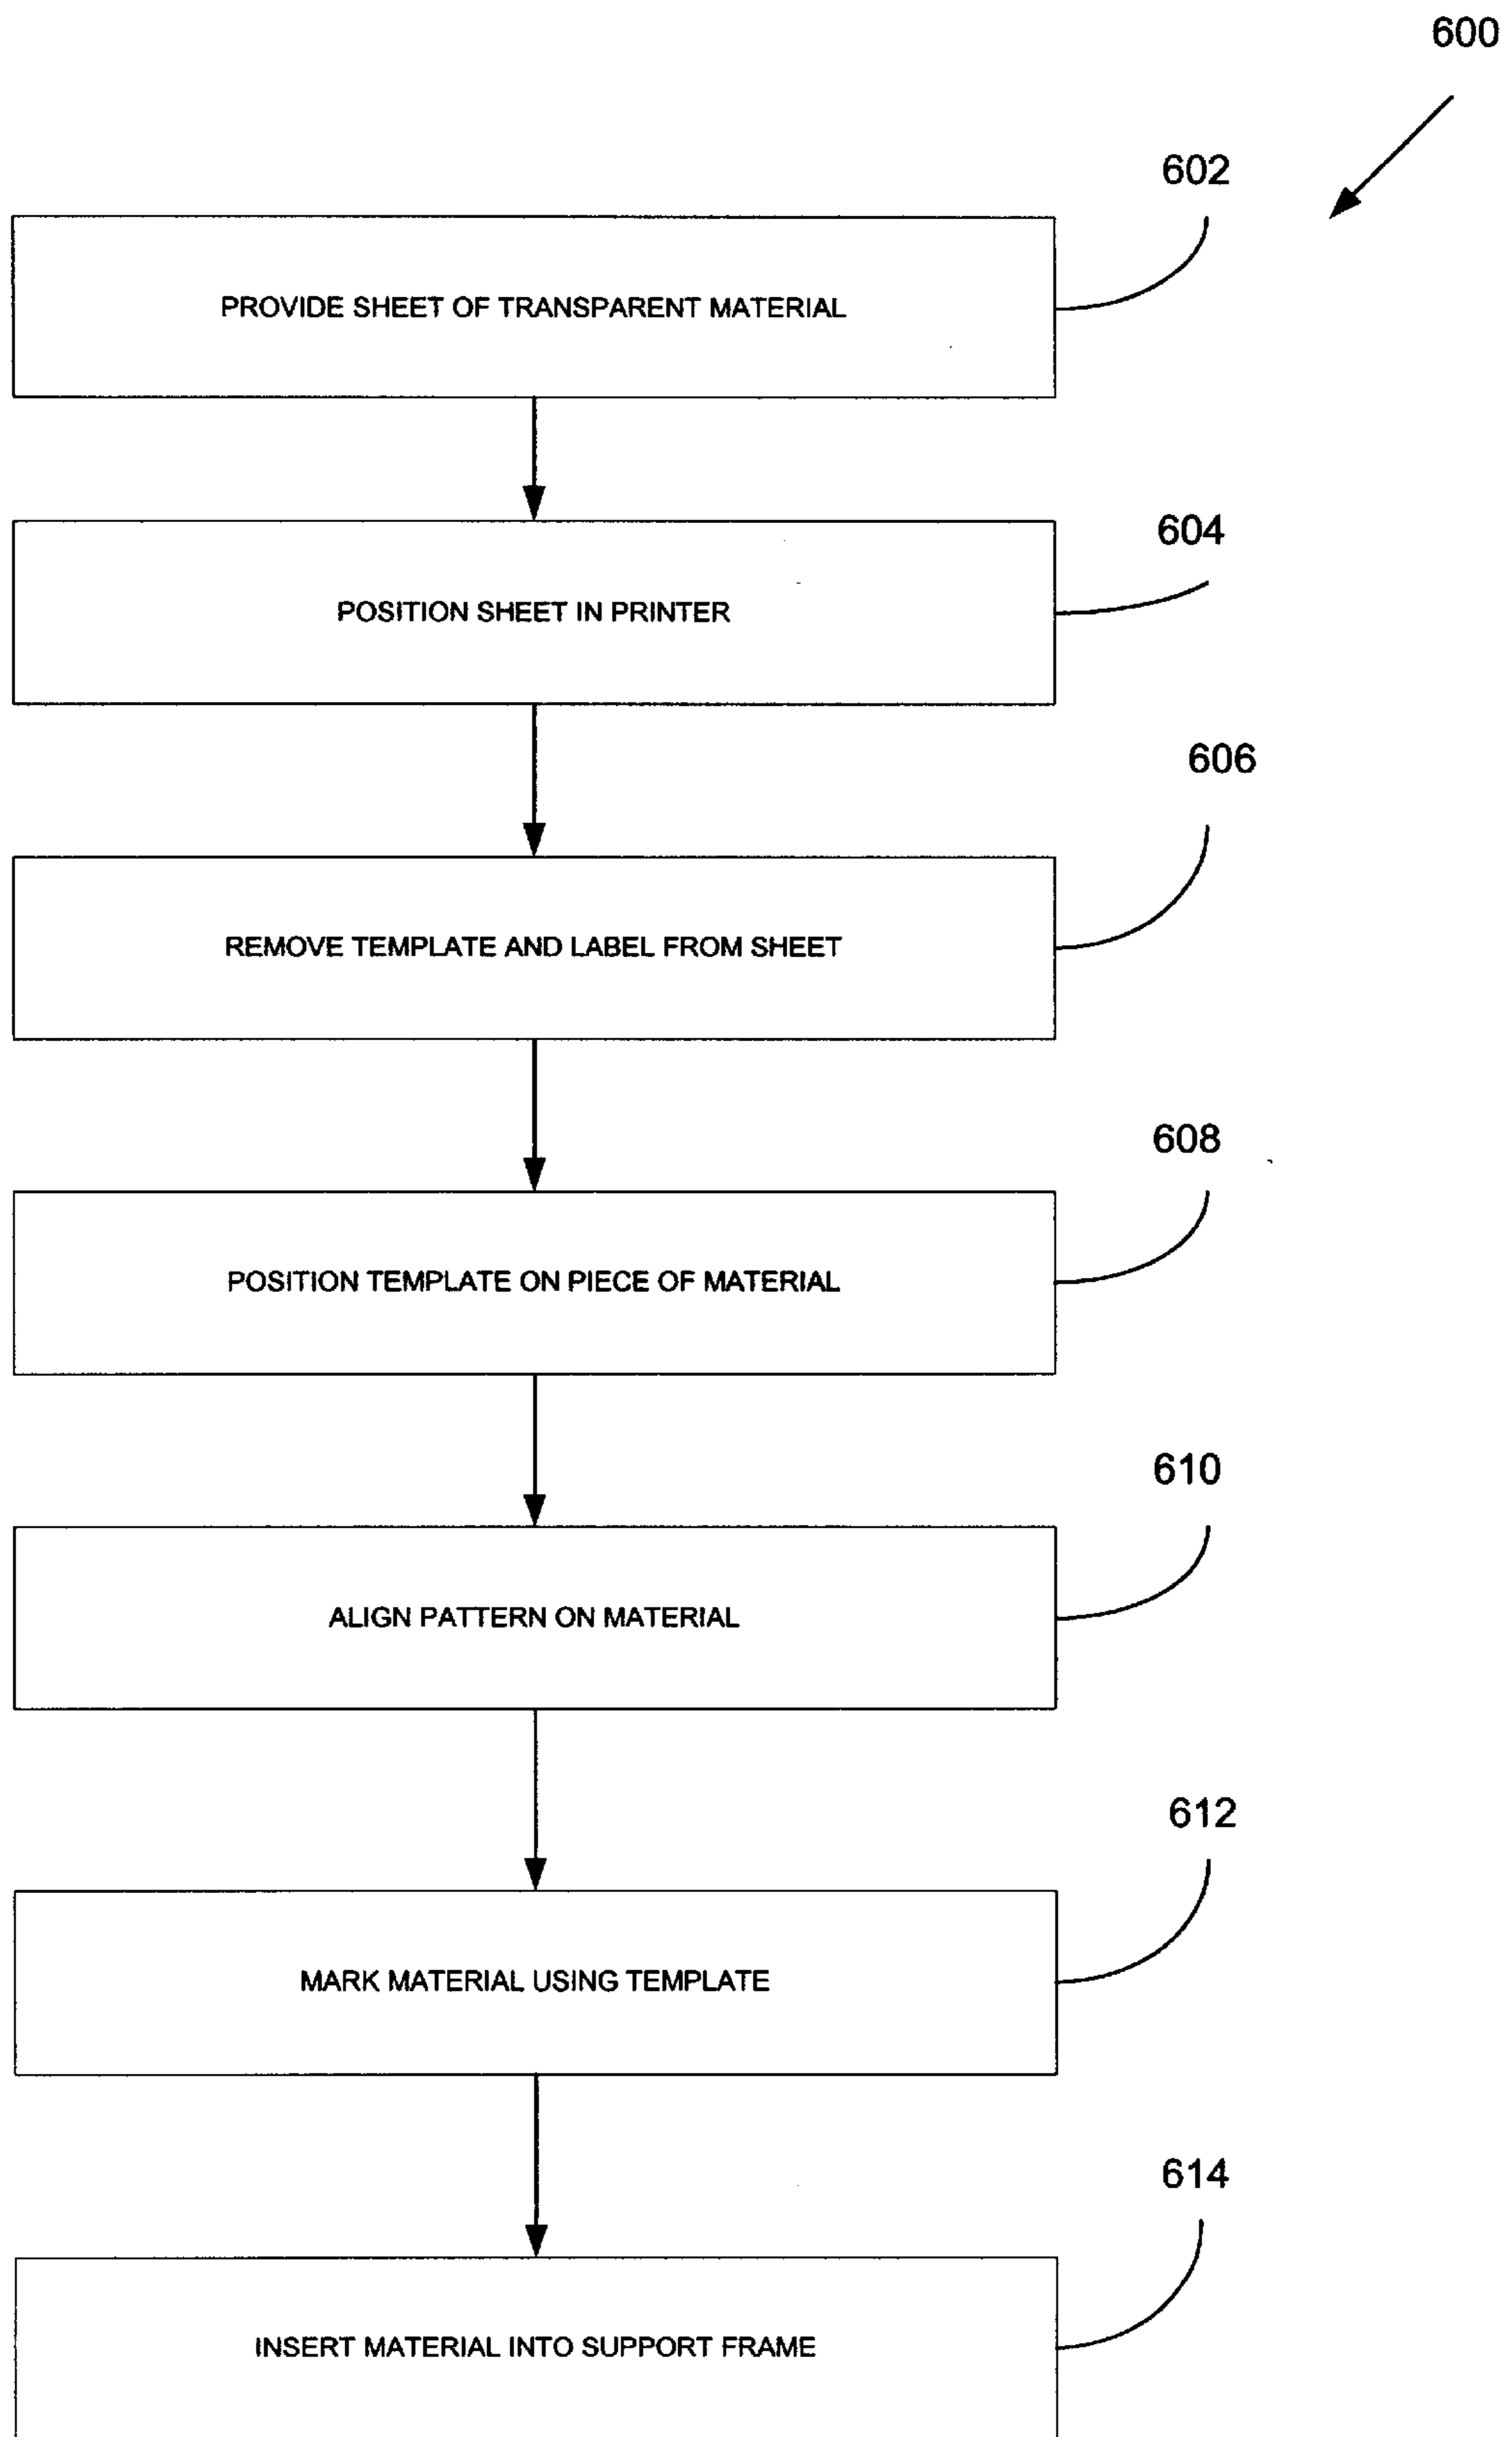 600
602
PROVIDE SHEET OF TRANSPARENT MATERIAL
604
POSITION SHEET IN PRINTER
606
REMOVE TEMPLATE AND LABEL FROM SHEET
608
POSITION TEMPLATE ON PIECE OF MATERIAL
610
ALIGN PATTERN ON MATERIAL
612
MARK MATERIAL USING TEMPLATE
614
INSERT MATERIAL INTO SUPPORT FRAME